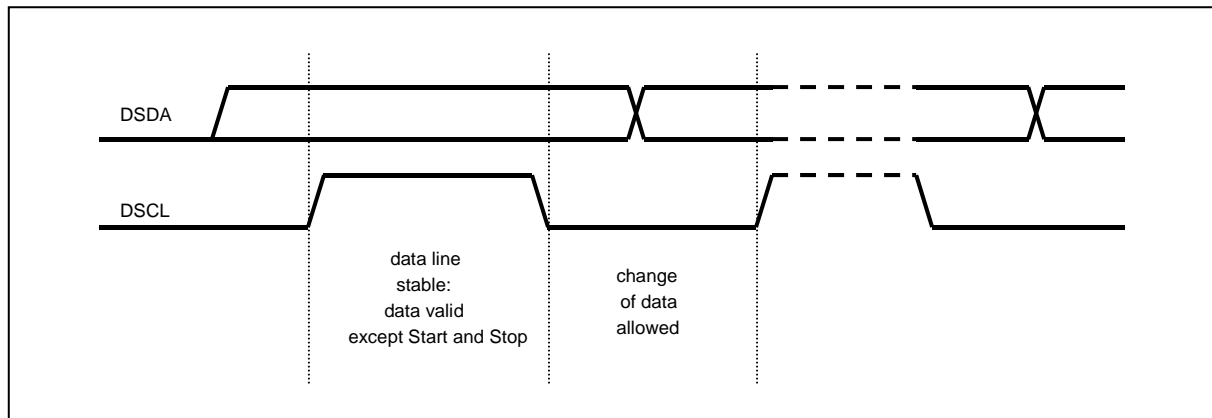 DSDA
DSCL
data line
stable:
data valid
except Start and Stop
change
of data
allowed